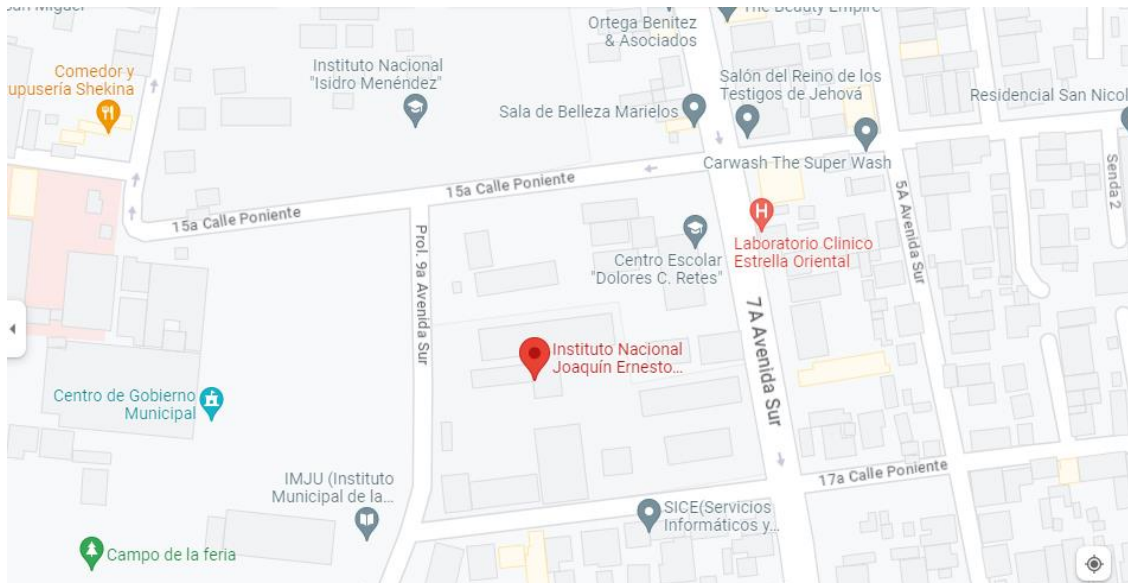 The Beauty Empire
Ortega Benitez
& Asociados
Instituto Nacional
"Isidro Menéndez"
Comedor y
upusería Shekina
Salón del Reino de los
Testigos de Jehová
Sala de Belleza Marielos
Residencial San Nicol
Carwash The Super Wash
15a Calle Poniente
15a Calle Poniente
Senda 2
5A Avenida Sur
Prol. 9a Avenida Sur
H
Laboratorio Clinico
Estrella Oriental
Centro Escolar
"Dolores C. Retes"
7A Avenida Sur
Instituto Nacional
Joaquín Ernesto...
Centro de Gobierno
Municipal
17a Calle Poniente
IMJU (Instituto
Municipal de la...
SICE(Servicios
Informáticos y...
Campo de la feria